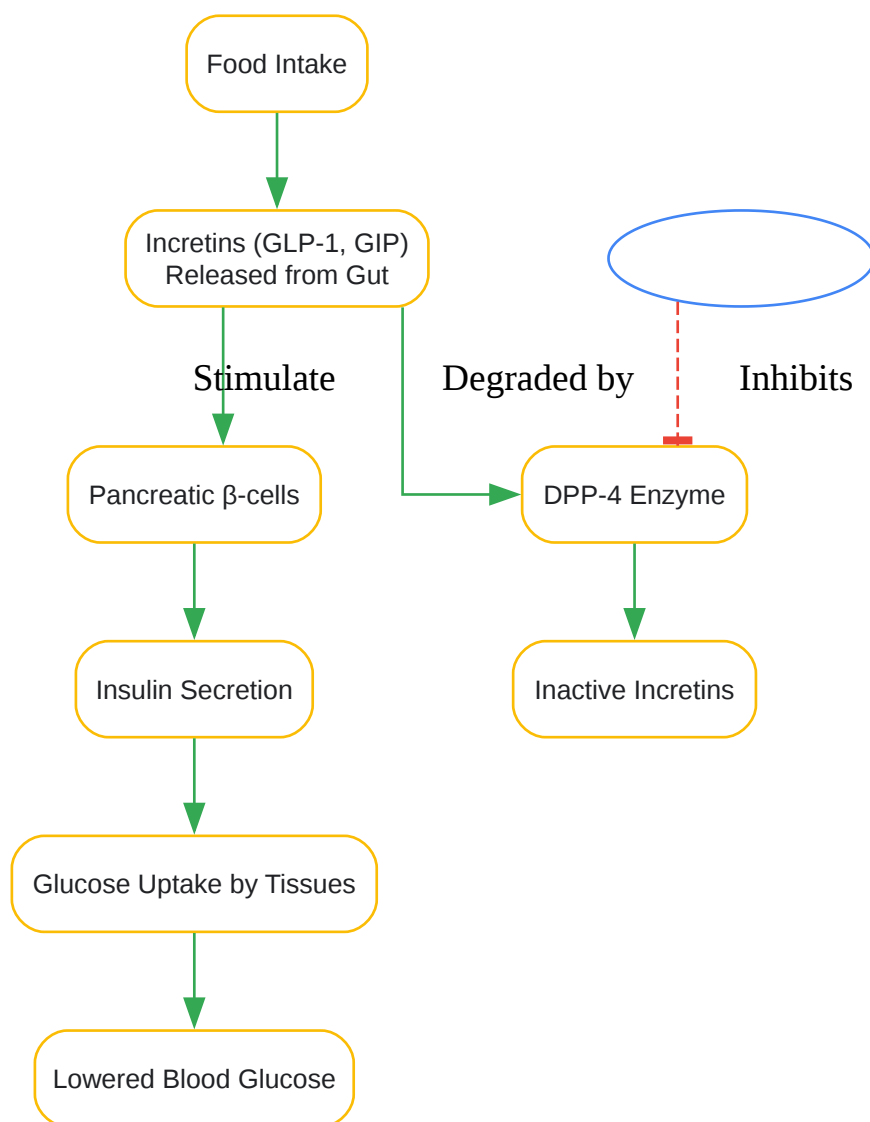 Food Intake
Incretins (GLP-1, GIP)
Released from Gut
Stimulate
Degraded by
Inhibits
Pancreatic β-cells
DPP-4 Enzyme
Insulin Secretion
Inactive Incretins
Glucose Uptake by Tissues
Lowered Blood Glucose